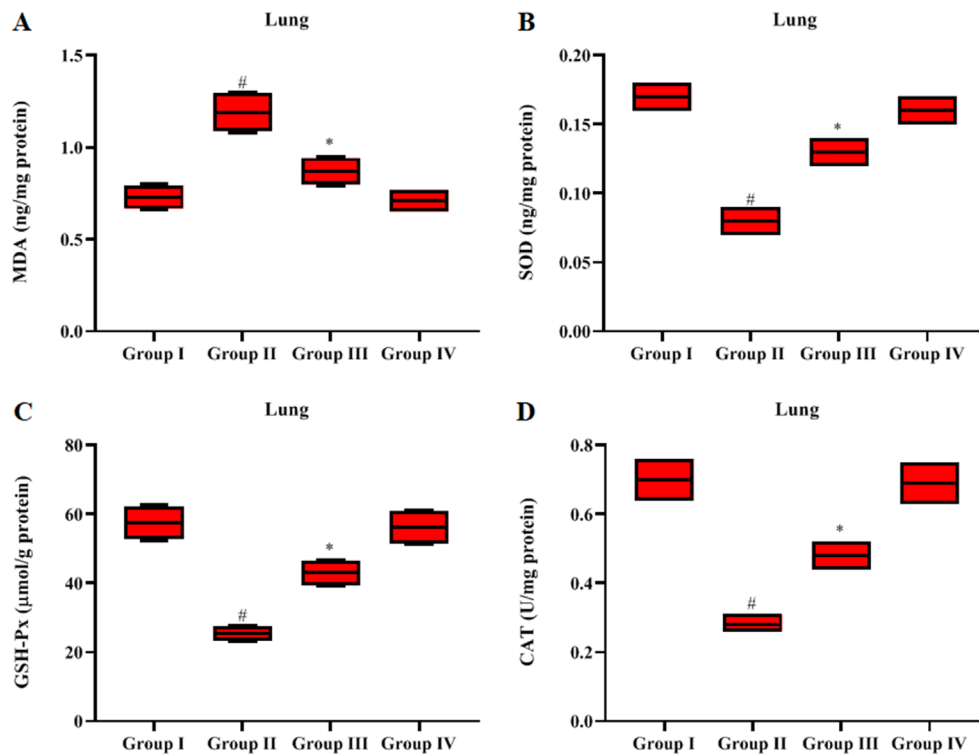 A
Lung
MDA (ng/mg protein)
1.5
1.0
0.5
0.0
#
*
Group I Group II Group III Group IV
B
Lung
SOD (ng/mg protein)
0.20
0.15
0.10
0.05
0.00
#
*
Group I Group II Group III Group IV
C
Lung
GSH-Px (μmol/g protein)
80
60
40
20
0
#
*
Group I Group II Group III Group IV
D
Lung
CAT (U/mg protein)
0.8
0.6
0.4
0.2
0.0
#
*
Group I Group II Group III Group IV